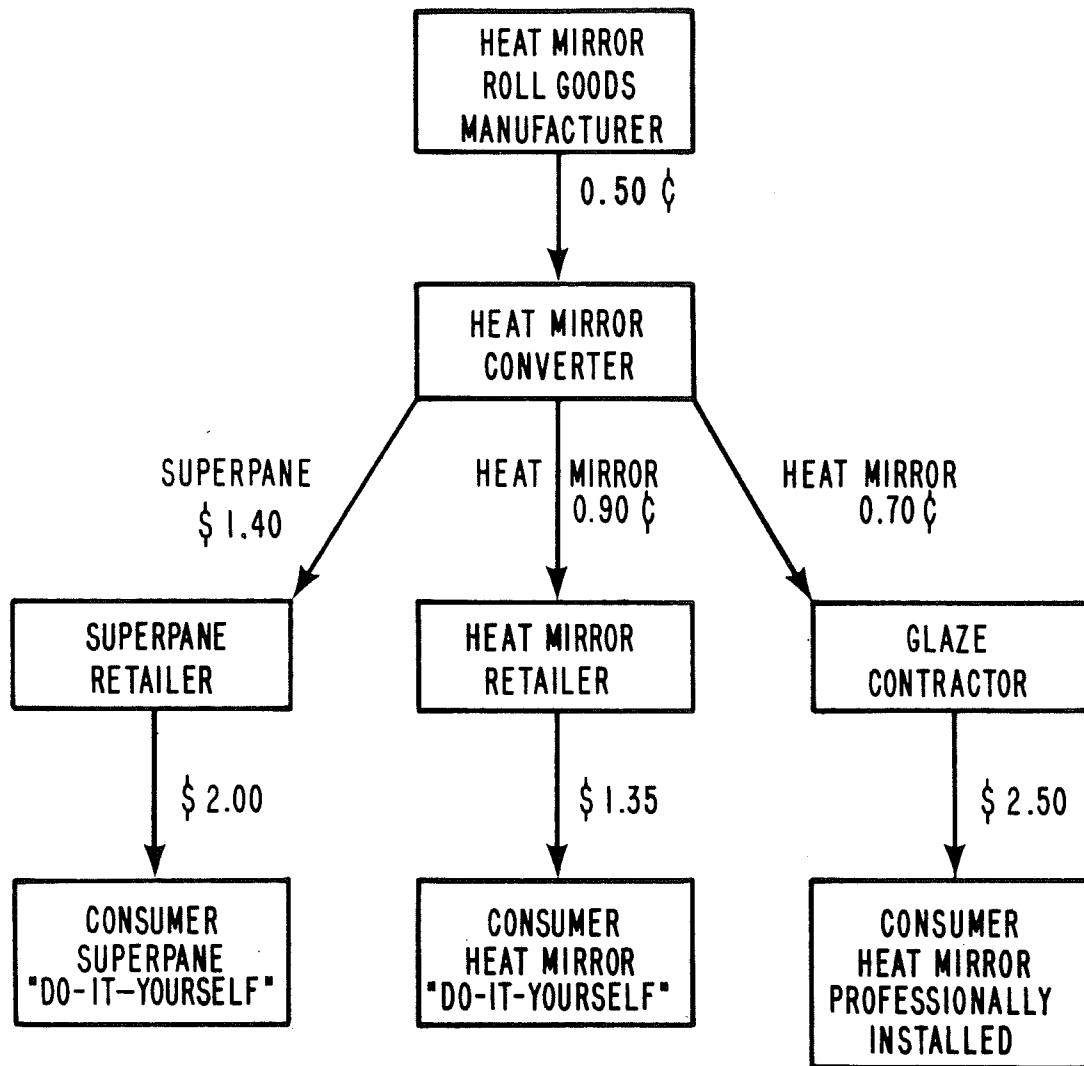 HEAT MIRROR
ROLL GOODS
MANUFACTURER
0.50 ¢
HEAT MIRROR
CONVERTER
SUPERPANE
$ 1.40
HEAT MIRROR
0.90 ¢
HEAT MIRROR
0.70 ¢
SUPERPANE
RETAILER
HEAT MIRROR
RETAILER
GLAZE
CONTRACTOR
$ 2.00
$ 1.35
$ 2.50
CONSUMER
SUPERPANE
"DO-IT-YOURSELF"
CONSUMER
HEAT MIRROR
"DO-IT-YOURSELF"
CONSUMER
HEAT MIRROR
PROFESSIONALLY
INSTALLED